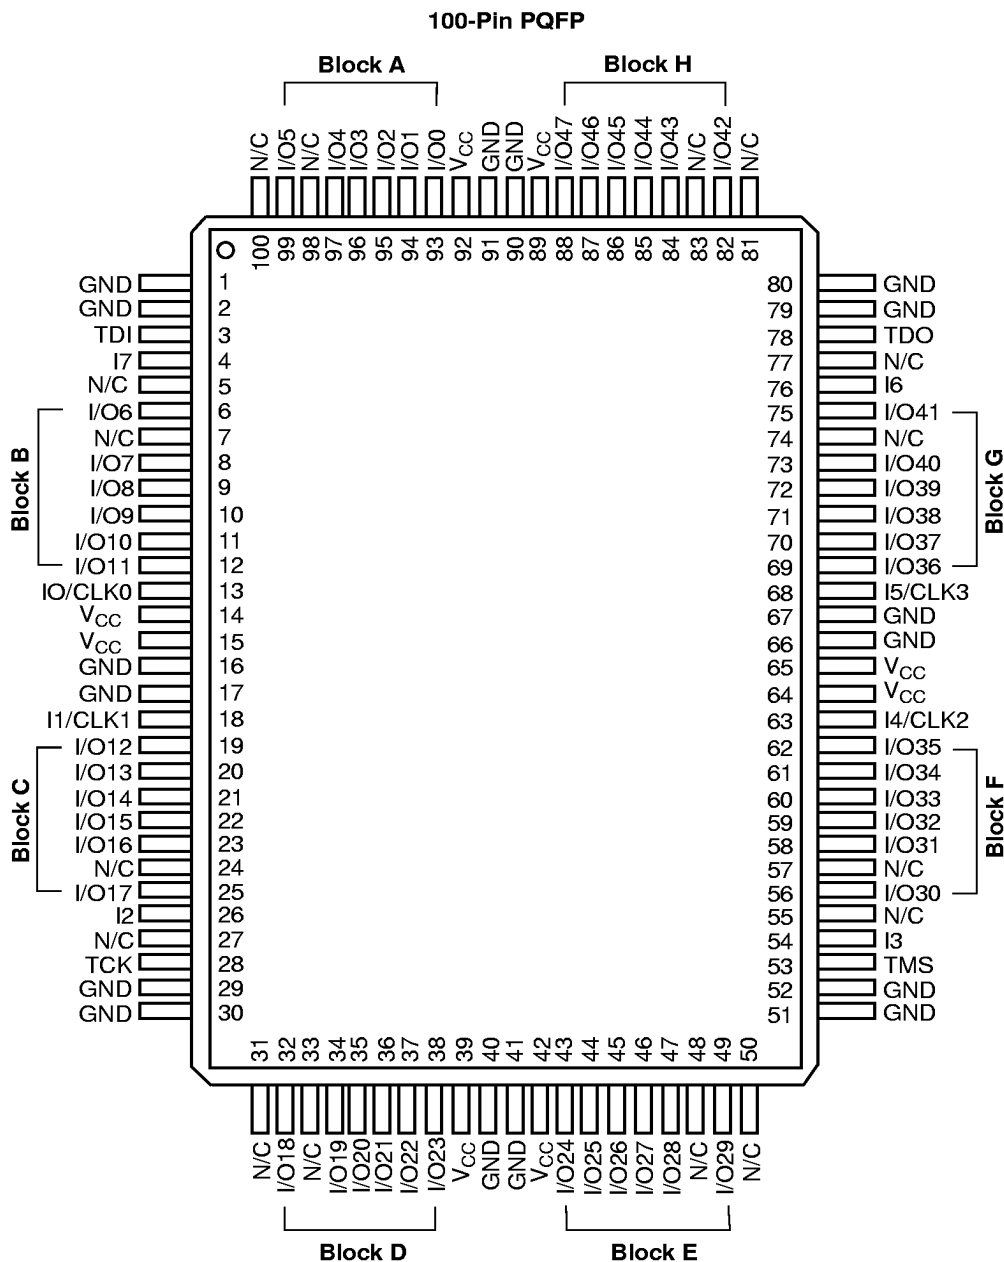 100-Pin PQFP
Block A
Block H
N/C
I/O5
N/C
I/O4
I/O3
I/O2
I/O1
I/O0
VCC
GND
GND
VCC
I/O47
I/O46
I/O45
I/O44
I/O43
N/C
I/O42
N/C
100
99
98
97
96
95
94
93
92
91
90
89
88
87
86
85
84
83
82
81
Block B
Block C
GND 1
GND 2
TDI 3
I7 4
N/C 5
I/O6 6
N/C 7
I/O7 8
I/O8 9
I/O9 10
I/O10 11
I/O11 12
IO/CLK0 13
VCC 14
VCC 15
GND 16
GND 17
I1/CLK1 18
I/O12 19
I/O13 20
I/O14 21
I/O15 22
I/O16 23
N/C 24
I/O17 25
I2 26
N/C 27
TCK 28
GND 29
GND 30
80 GND
79 GND
78 TDO
77 N/C
76 I6
75 I/O41
74 N/C
73 I/O40
72 I/O39
71 I/O38
70 I/O37
69 I/O36
68 I5/CLK3
67 GND
66 GND
65 VCC
64 VCC
63 I4/CLK2
62 I/O35
61 I/O34
60 I/O33
59 I/O32
58 I/O31
57 N/C
56 I/O30
55 N/C
54 I3
53 TMS
52 GND
51 GND
Block G
Block F
31
32
33
34
35
36
37
38
39
40
41
42
43
44
45
46
47
48
49
50
N/C
I/O18
N/C
I/O19
I/O20
I/O21
I/O22
I/O23
VCC
GND
GND
VCC
I/O24
I/O25
I/O26
I/O27
I/O28
N/C
I/O29
N/C
Block D
Block E